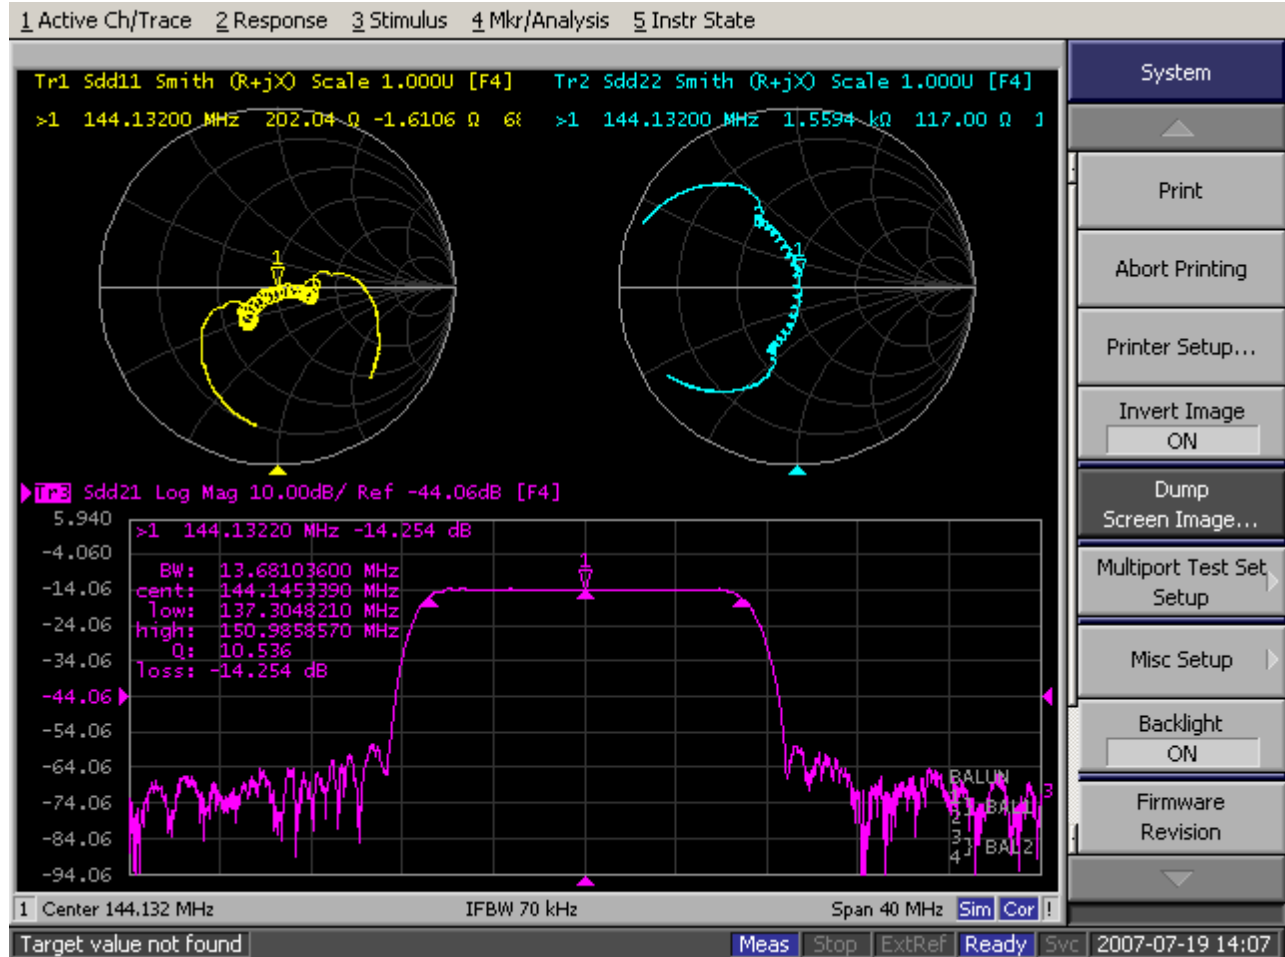 1 Active Ch/Trace 2 Response 3 Stimulus 4 Mkr/Analysis 5 Instr State
Tr1 Sdd11 Smith (R+jX) Scale 1.000U [F4]
>1 144.13200 MHz 202.04 Ω -1.6106 Ω
Tr2 Sdd22 Smith (R+jX) Scale 1.000U [F4]
>1 144.13200 MHz 1.5594 kΩ 117.00 Ω 1
1
1
Tr3 Sdd21 Log Mag 10.00dB/ Ref -44.06dB [F4]
5.940
-4.060
-14.06
-24.06
-34.06
-44.06
-54.06
-64.06
-74.06
-84.06
-94.06
>1 144.13220 MHz -14.254 dB
BW: 13.68103600 MHz
cent: 144.1453390 MHz
low: 137.3048210 MHz
high: 150.9858570 MHz
Q: 10.536
loss: -14.254 dB
1
BALUN
1
2} BAL1
3
4} BAL2
3
1 Center 144.132 MHz IFBW 70 kHz Span 40 MHz Sim Cor !
Target value not found Meas Stop ExtRef Ready Svc 2007-07-19 14:07
System
Print
Abort Printing
Printer Setup...
Invert Image
ON
Dump
Screen Image...
Multiport Test Set
Setup
Misc Setup
Backlight
ON
Firmware
Revision